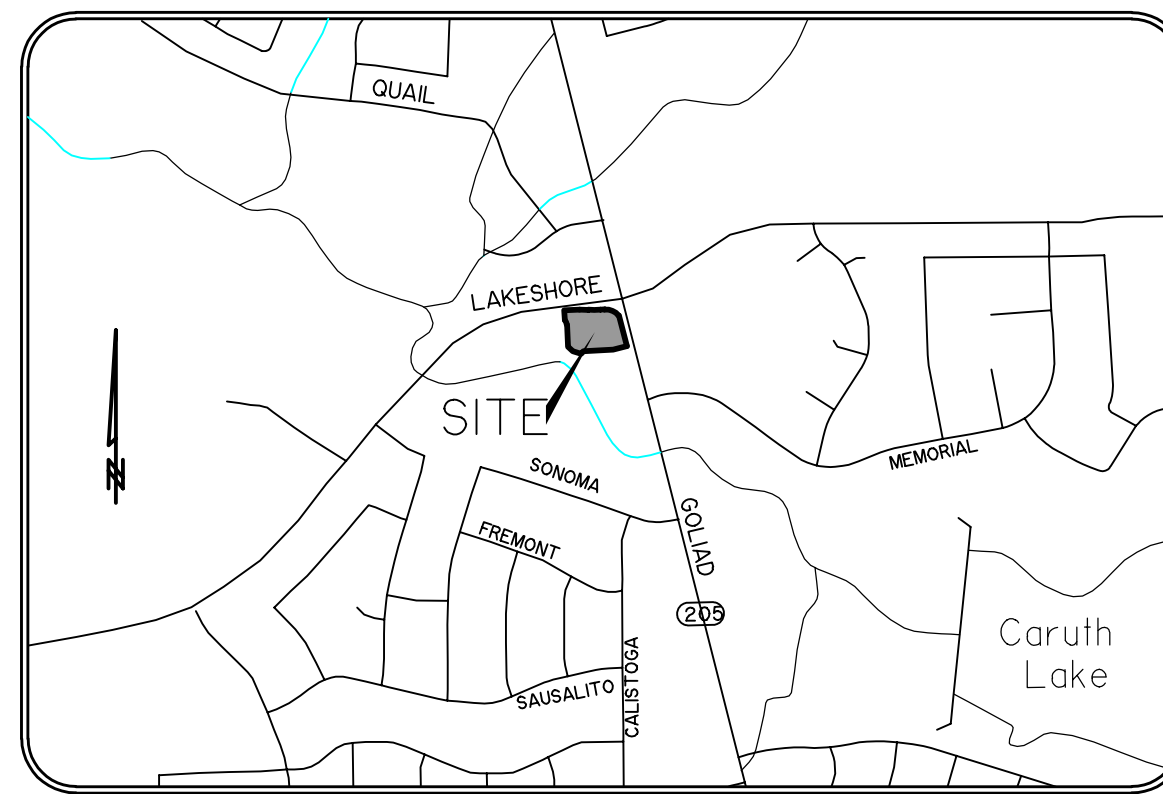 QUAIL
LAKESHORE
SITE
MEMORIAL
SONOMA
GOLIAD
FREMONT
N
205
Caruth
Lake
CALISTOGA
SAUSALITO